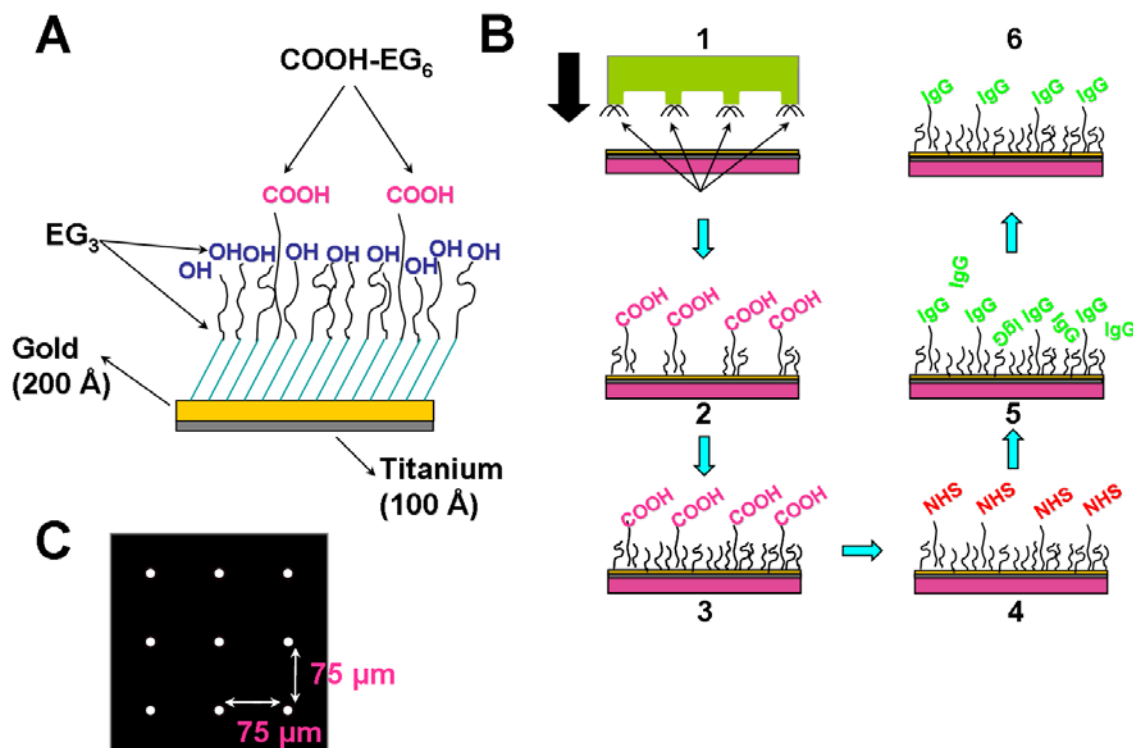 A
COOH-EG₆
COOH COOH
EG₃
OH OH OH OH OH OH OH OH OH
Gold
(200 Å)
Titanium
(100 Å)
B
1
COOH COOH COOH COOH
2
COOH COOH COOH COOH
3
NHS NHS NHS NHS
4
IgG
IgG IgG IgG IgG
IgG IgG IgG
5
6
IgG IgG IgG IgG
C
75 µm
75 µm